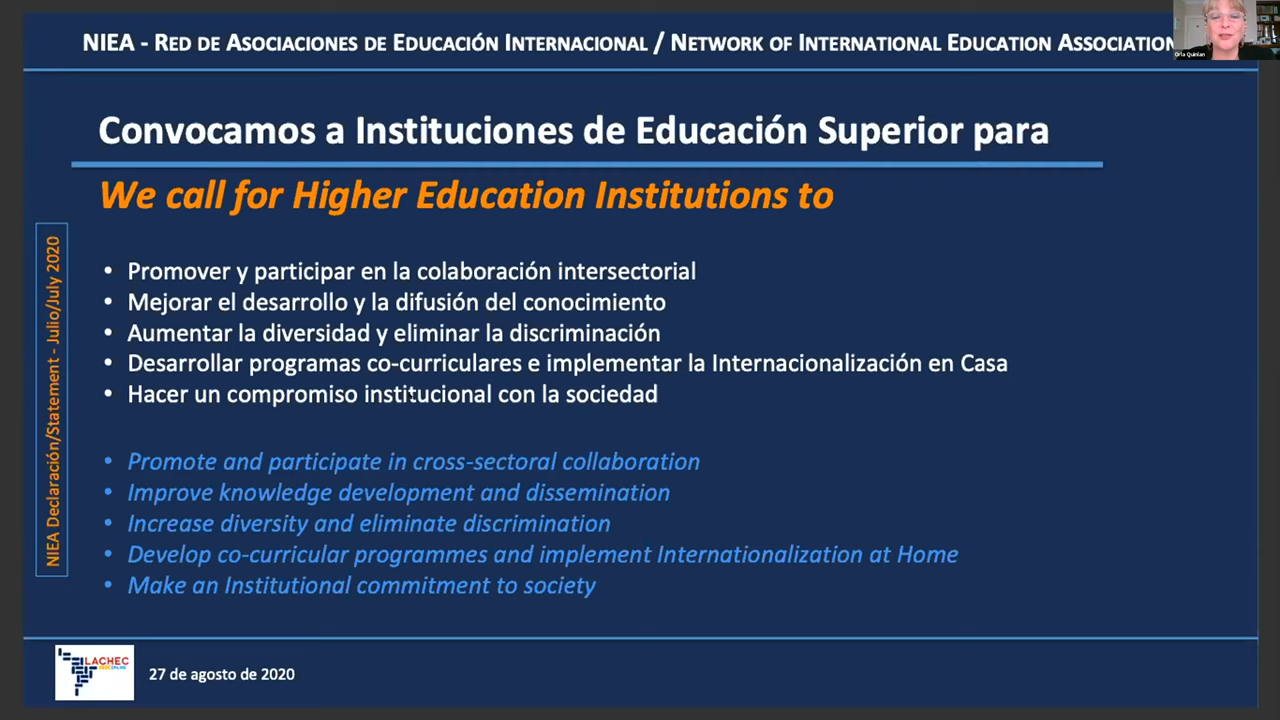 NIEA - RED DE ASOCIACIONES DE EDUCACIÓN INTERNACIONAL / NETWORK OF INTERNATIONAL EDUCATION ASSOCIATION
Orla Quinlan
Convocamos a Instituciones de Educación Superior para
We call for Higher Education Institutions to
NIEA Declaración/Statement - Julio/July 2020
• Promover y participar en la colaboración intersectorial
• Mejorar el desarrollo y la difusión del conocimiento
• Aumentar la diversidad y eliminar la discriminación
• Desarrollar programas co-curriculares e implementar la Internacionalización en Casa
• Hacer un compromiso institucional con la sociedad
• Promote and participate in cross-sectoral collaboration
• Improve knowledge development and dissemination
• Increase diversity and eliminate discrimination
• Develop co-curricular programmes and implement Internationalization at Home
• Make an Institutional commitment to society
LACHEC
27 de agosto de 2020